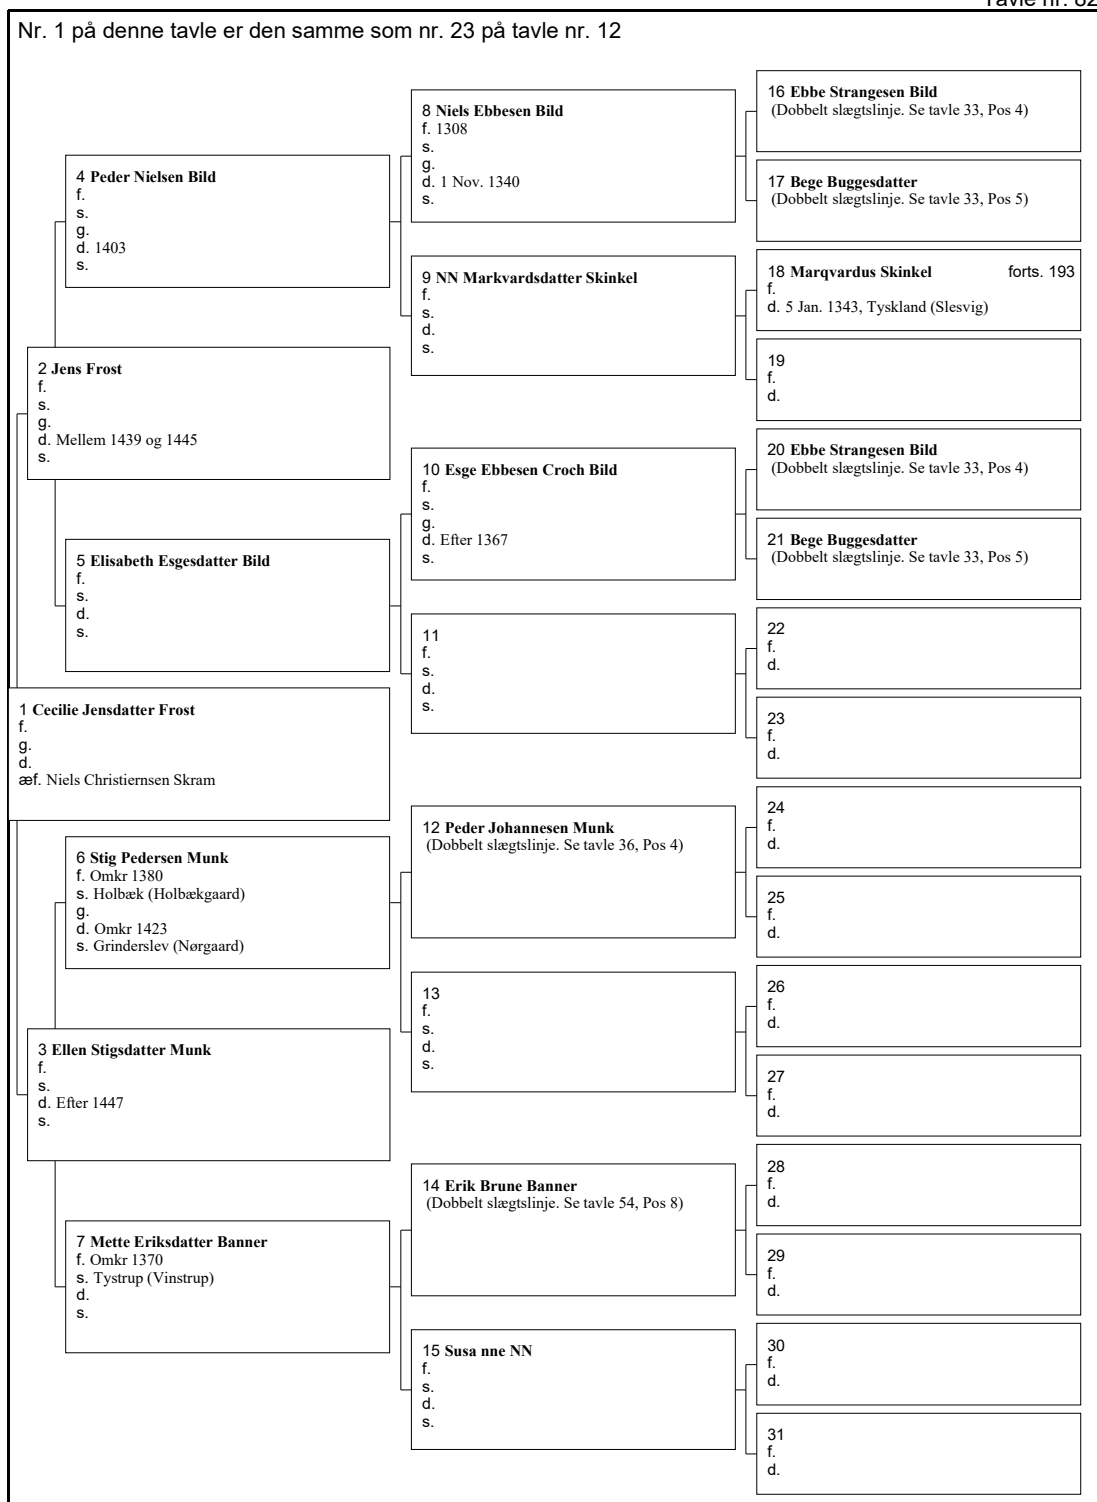 Tavle nr. 82
Nr. 1 på denne tavle er den samme som nr. 23 på tavle nr. 12
16 Ebbe Strangesen Bild
(Dobbelt slægtslinje. Se tavle 33, Pos 4)
8 Niels Ebbesen Bild
f. 1308
s.
g.
d. 1 Nov. 1340
s.
4 Peder Nielsen Bild
f.
s.
g.
d. 1403
s.
17 Bege Buggesdatter
(Dobbelt slægtslinje. Se tavle 33, Pos 5)
9 NN Markvardsdatter Skinkel
f.
s.
d.
s.
18 Marqvardus Skinkel forts. 193
f.
d. 5 Jan. 1343, Tyskland (Slesvig)
19
f.
d.
2 Jens Frost
f.
s.
g.
d. Mellem 1439 og 1445
s.
20 Ebbe Strangesen Bild
(Dobbelt slægtslinje. Se tavle 33, Pos 4)
10 Esge Ebbesen Croch Bild
f.
s.
g.
d. Efter 1367
s.
21 Bege Buggesdatter
(Dobbelt slægtslinje. Se tavle 33, Pos 5)
5 Elisabeth Esgesdatter Bild
f.
s.
d.
s.
11
f.
s.
d.
s.
22
f.
d.
23
f.
d.
1 Cecilie Jensdatter Frost
f.
g.
d.
æf. Niels Christiernsen Skram
24
f.
d.
12 Peder Johannesen Munk
(Dobbelt slægtslinje. Se tavle 36, Pos 4)
6 Stig Pedersen Munk
f. Omkr 1380
s. Holbæk (Holbækgaard)
g.
d. Omkr 1423
s. Grinderslev (Nørgaard)
25
f.
d.
13
f.
s.
d.
s.
26
f.
d.
3 Ellen Stigsdatter Munk
f.
s.
d. Efter 1447
s.
27
f.
d.
28
f.
d.
14 Erik Brune Banner
(Dobbelt slægtslinje. Se tavle 54, Pos 8)
7 Mette Eriksdatter Banner
f. Omkr 1370
s. Tystrup (Vinstrup)
d.
s.
29
f.
d.
15 Susa nne NN
f.
s.
d.
s.
30
f.
d.
31
f.
d.